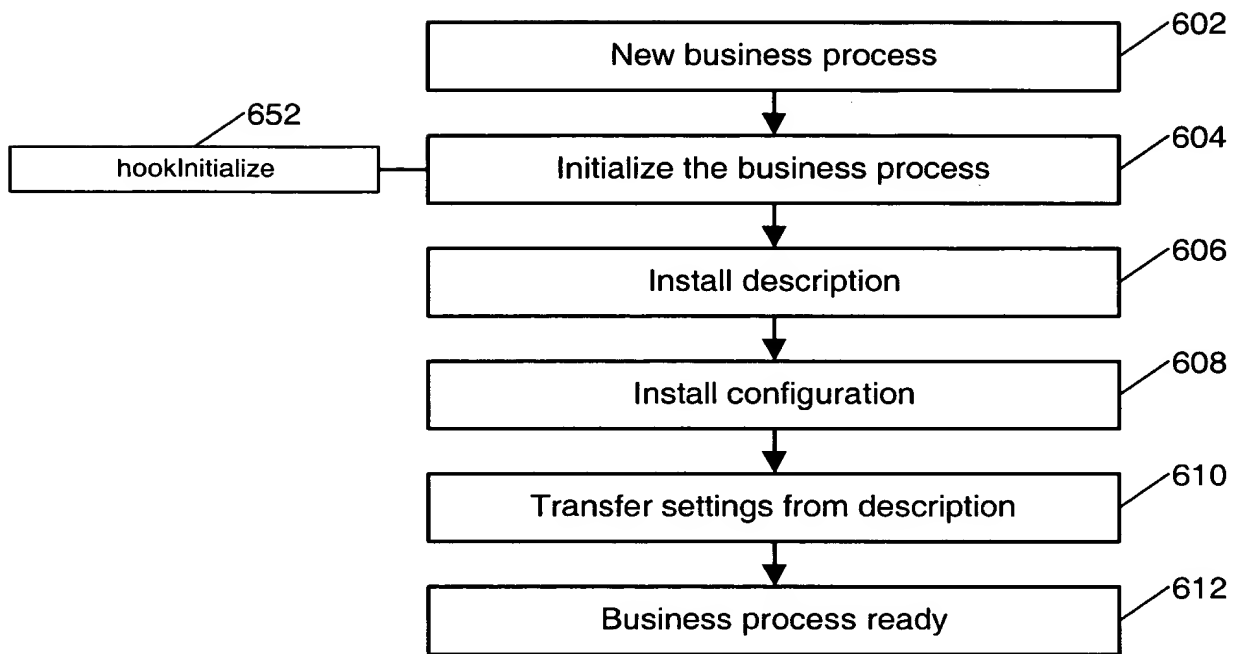 602
New business process
652
604
hookInitialize
Initialize the business process
606
Install description
608
Install configuration
610
Transfer settings from description
612
Business process ready